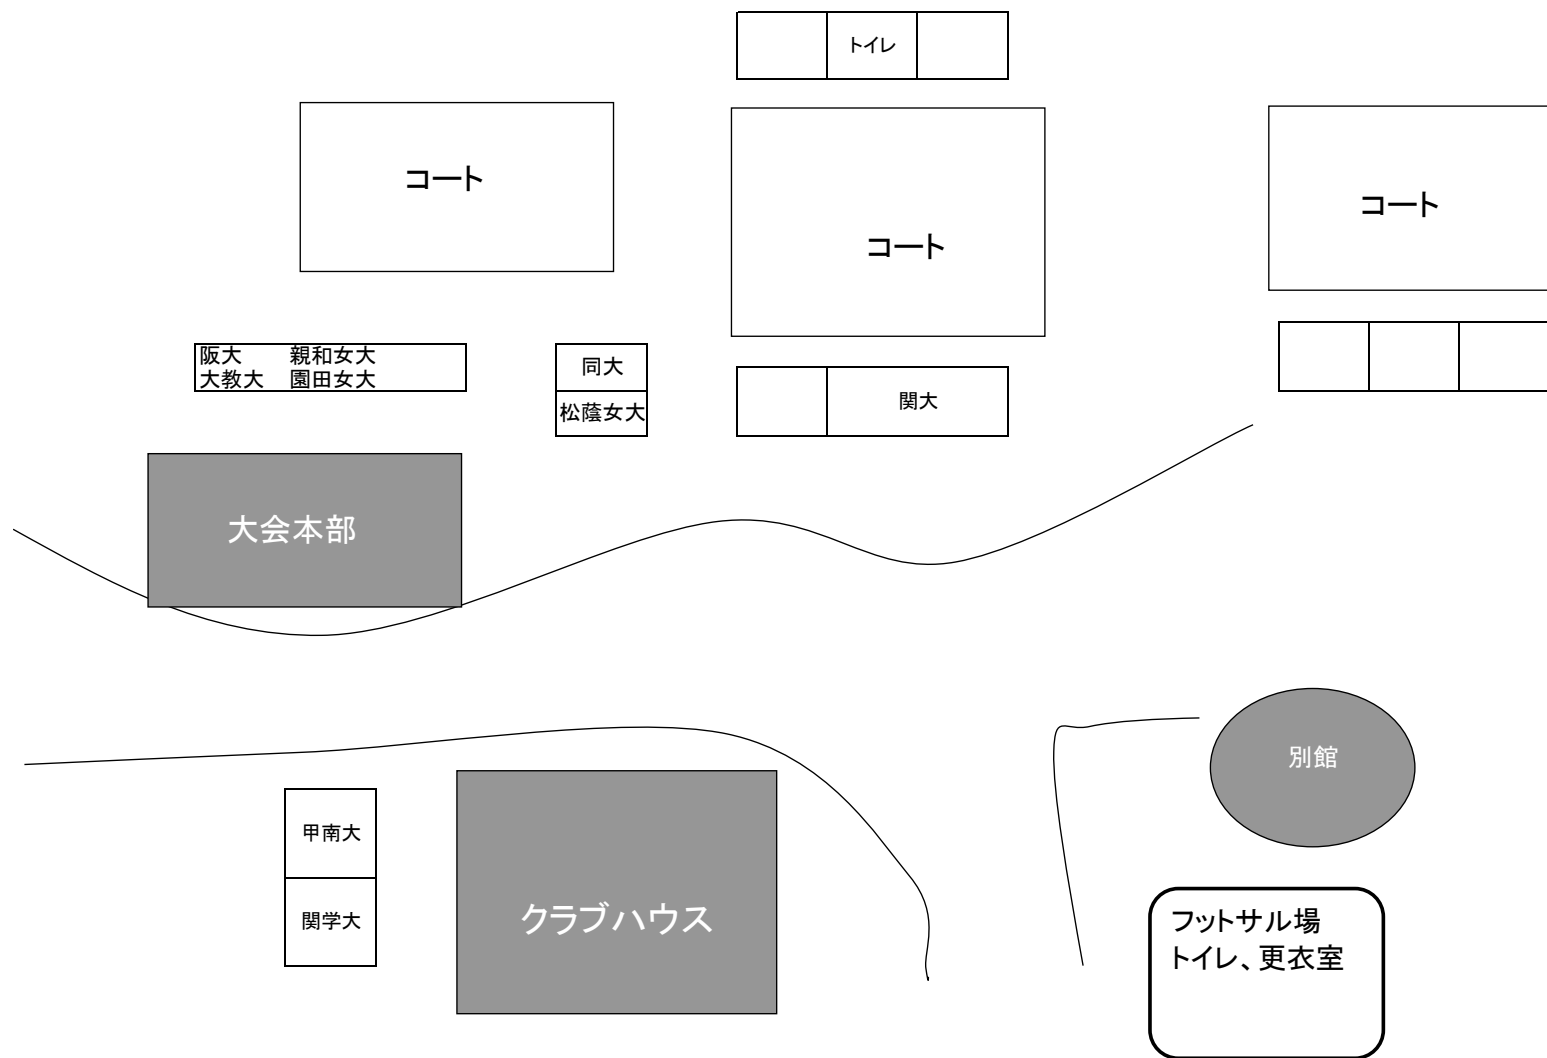 トイレ
コート
コート
コート
阪大 親和女大
大教大 園田女大
同大
松蔭女大
関大
大会本部
別館
甲南大
関学大
クラブハウス
フットサル場
トイレ、更衣室